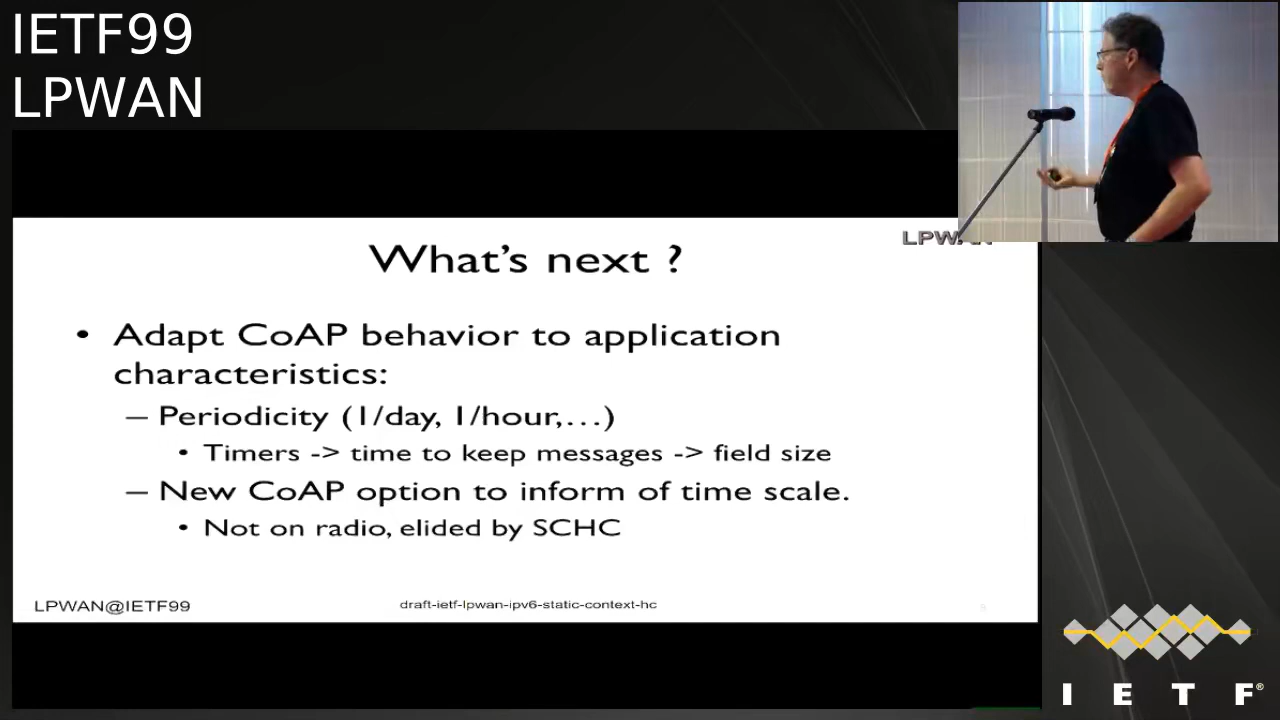 IETF99
LPWAN
LPWAN
What's next ?
• Adapt CoAP behavior to application
characteristics:
– Periodicity (1/day, 1/hour,…)
• Timers -> time to keep messages -> field size
– New CoAP option to inform of time scale.
• Not on radio, elided by SCHC
LPWAN@IETF99
draft-ietf-lpwan-ipv6-static-context-hc
I E T F®